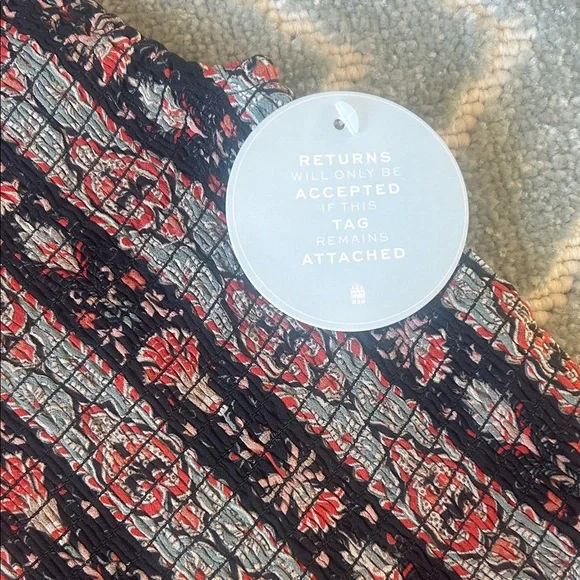 RETURNS
WILL ONLY BE
ACCEPTED
IF THIS
TAG
REMAINS
ATTACHED